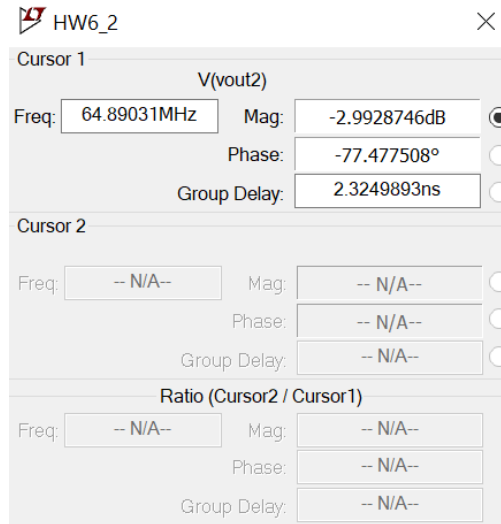 HW6_2
Cursor 1
V(vout2)
Freq: 64.89031MHz Mag: -2.9928746dB
Phase: -77.477508°
Group Delay: 2.3249893ns
Cursor 2
Freq: -- N/A-- Mag: -- N/A--
Phase: -- N/A--
Group Delay: -- N/A--
Ratio (Cursor2 / Cursor1)
Freq: -- N/A-- Mag: -- N/A--
Phase: -- N/A--
Group Delay: -- N/A--